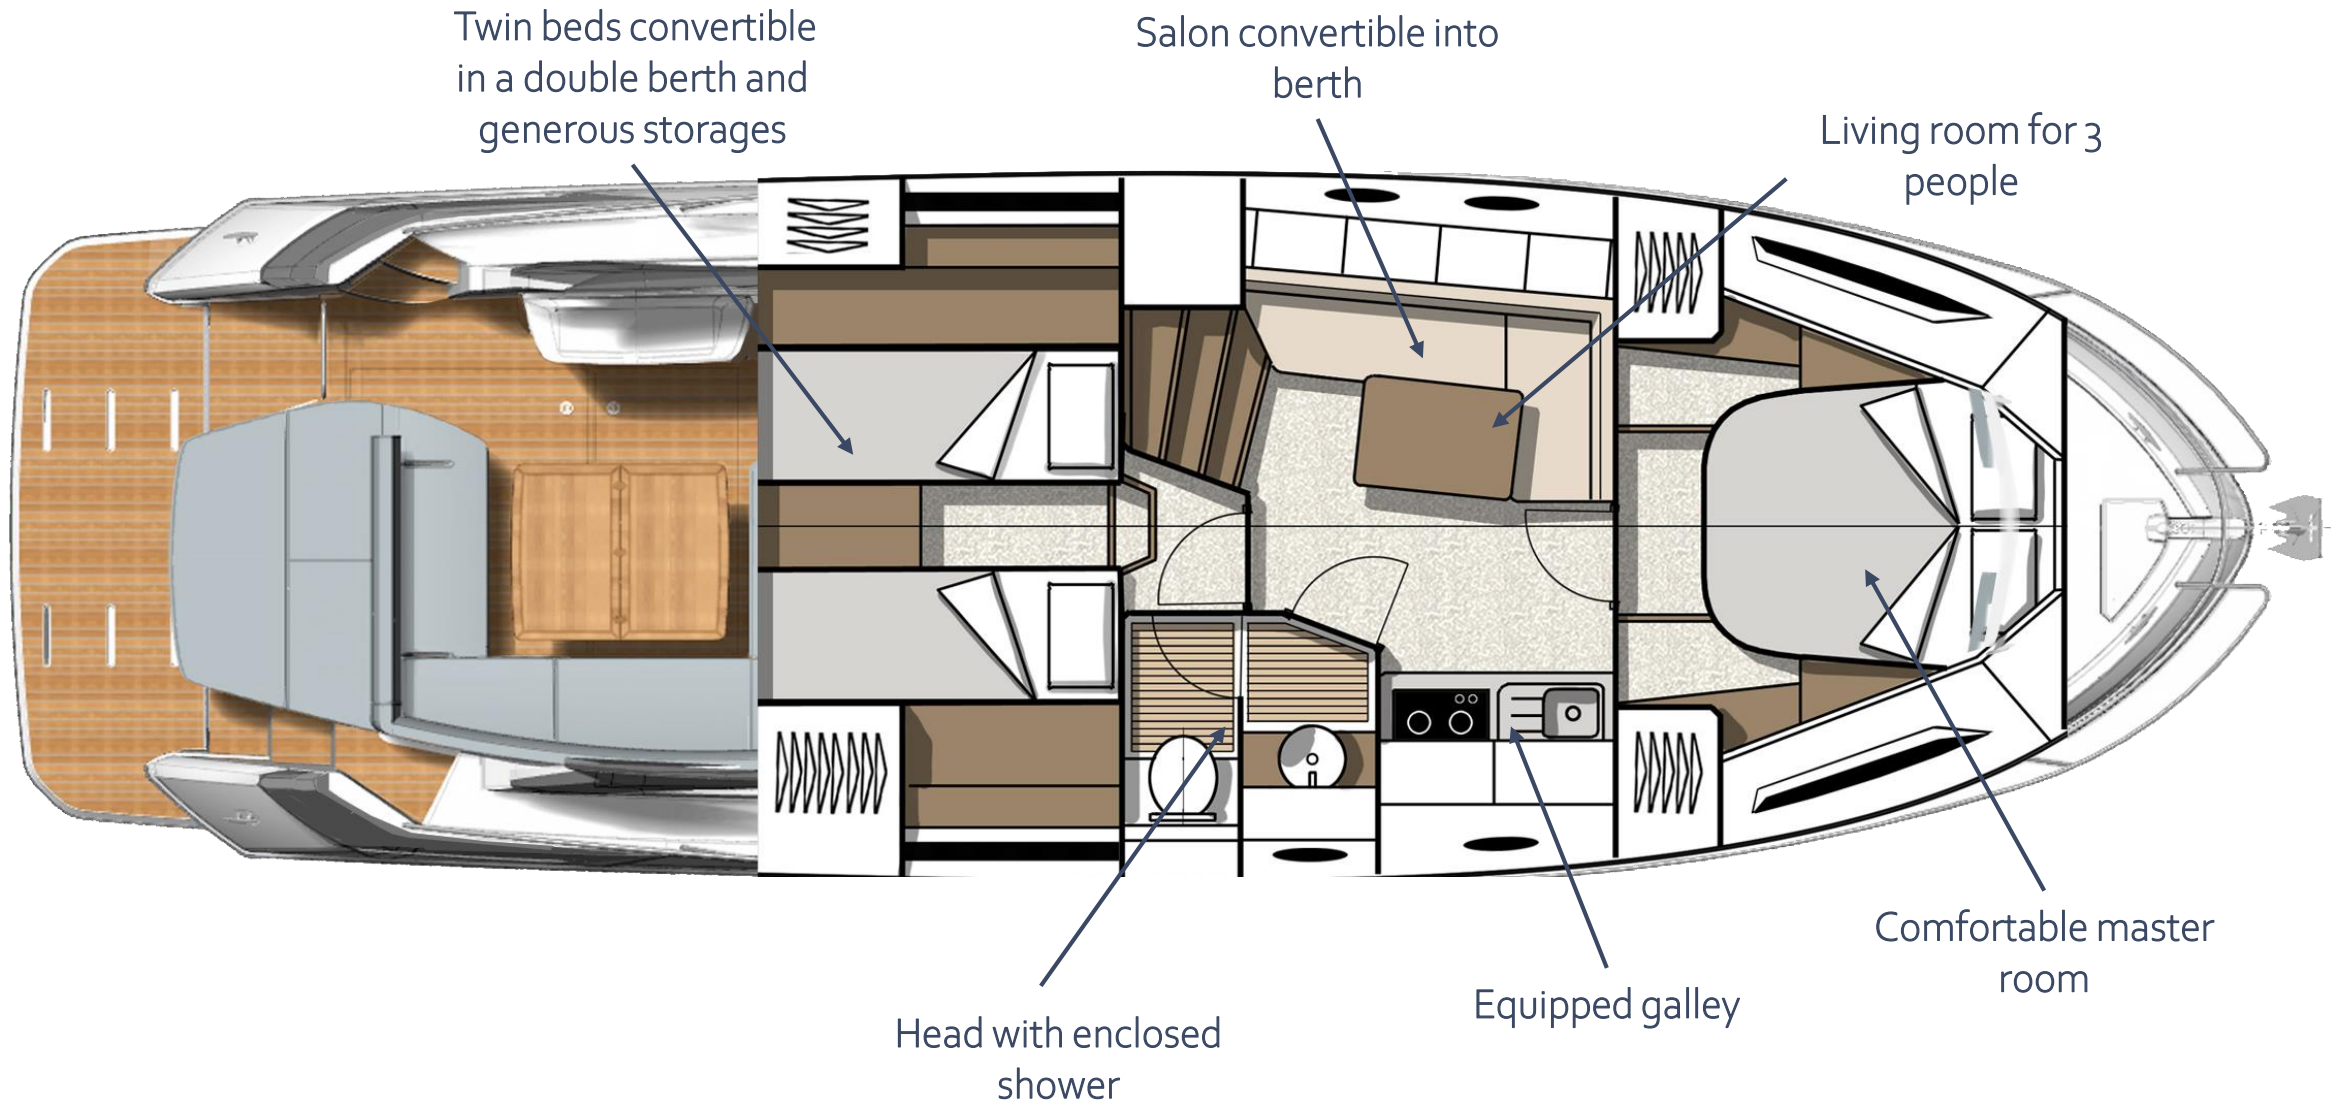 Twin beds convertible
in a double berth and
generous storages
Salon convertible into
berth
Living room for 3
people
Comfortable master
room
Equipped galley
Head with enclosed
shower